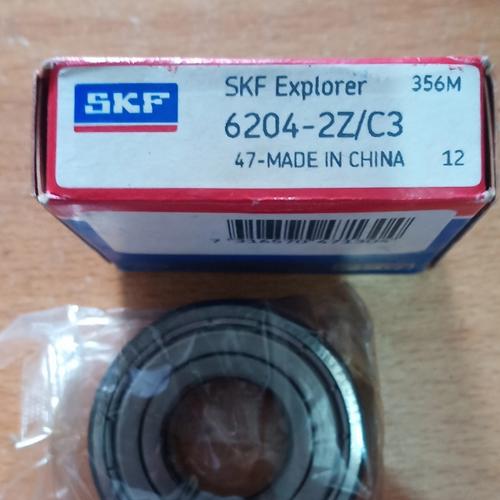 SKF
SKF Explorer 356M
6204-2Z/C3
47-MADE IN CHINA 12